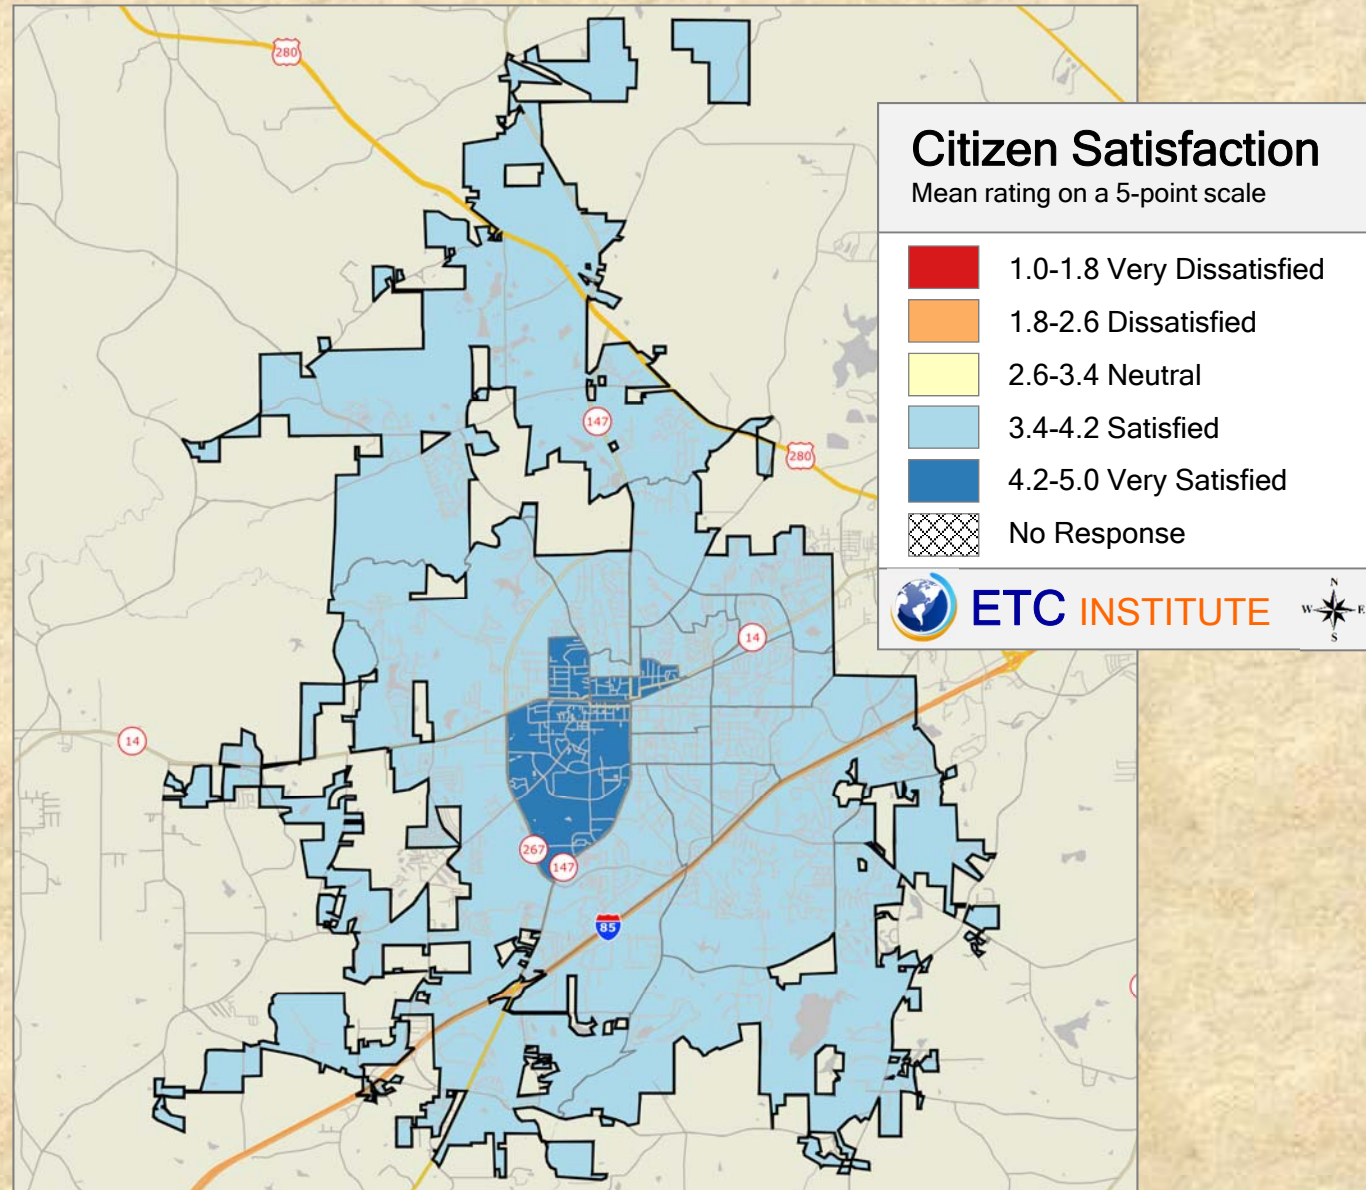 280
Citizen Satisfaction
Mean rating on a 5-point scale
1.0-1.8 Very Dissatisfied
1.8-2.6 Dissatisfied
2.6-3.4 Neutral
3.4-4.2 Satisfied
4.2-5.0 Very Satisfied
No Response
ETC INSTITUTE
N
W E
S
147
280
14
14
267
147
85